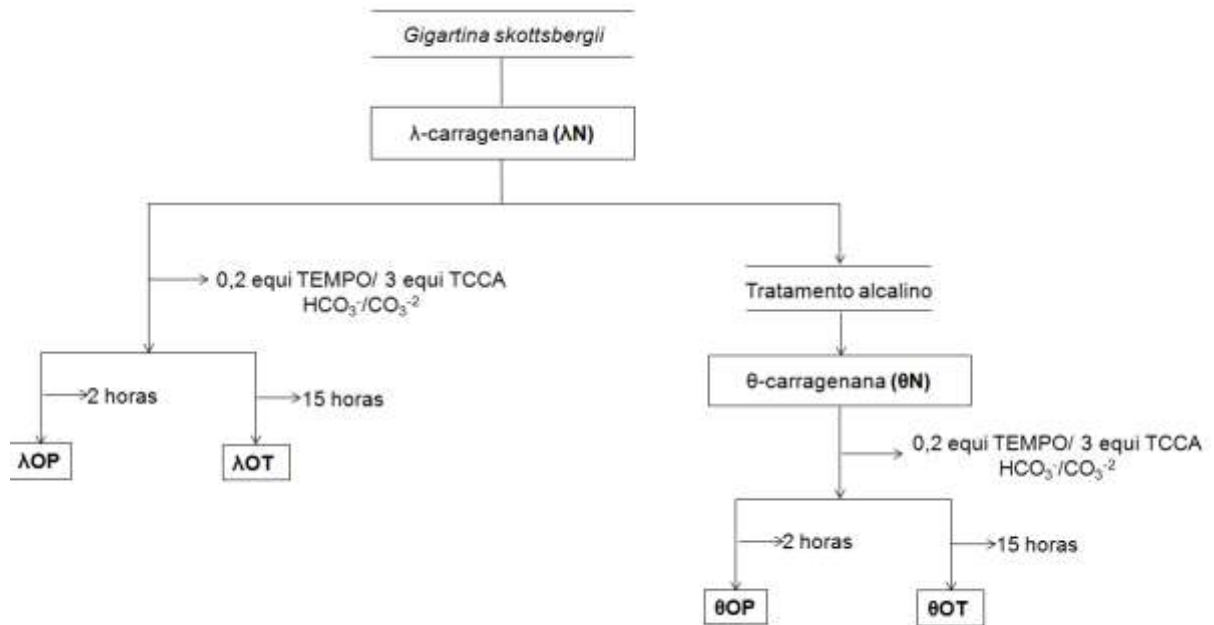 Gigartina skottsbergii
λ-carragenana (λN)
0,2 equi TEMPO/ 3 equi TCCA
HCO₃⁻/CO₃⁻²
2 horas
15 horas
λOP
λOT
Tratamento alcalino
θ-carragenana (θN)
0,2 equi TEMPO/ 3 equi TCCA
HCO₃⁻/CO₃⁻²
2 horas
15 horas
θOP
θOT